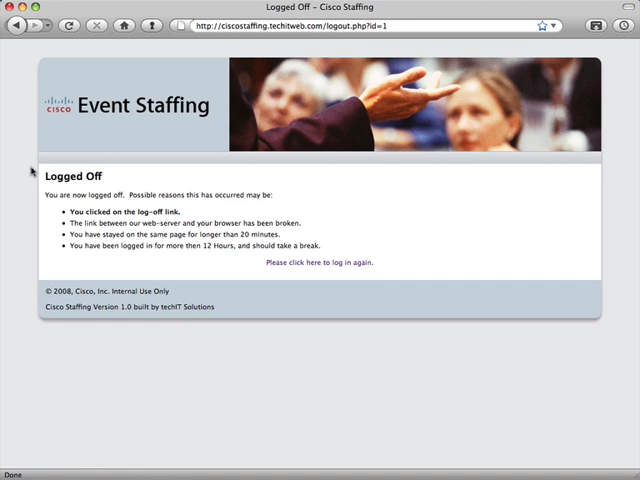 Logged Off - Cisco Staffing
http://ciscostaffing.techitweb.com/logout.php?id=1
CISCO Event Staffing
Logged Off
You are now logged off. Possible reasons this has occurred may be:
• You clicked on the log-off link.
• The link between our web-server and your browser has been broken.
• You have stayed on the same page for longer than 20 minutes.
• You have been logged in for more then 12 Hours, and should take a break.
Please click here to log in again.
© 2008, Cisco, Inc. Internal Use Only
Cisco Staffing Version 1.0 built by techIT Solutions
Done